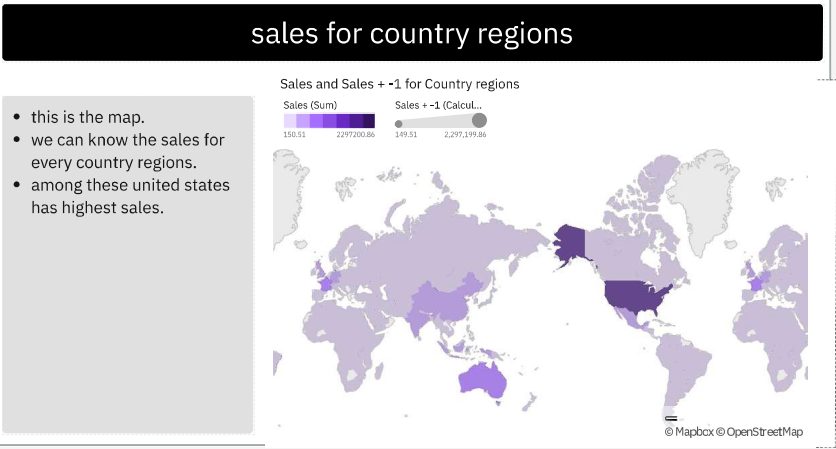 sales for country regions
• this is the map.
• we can know the sales for
every country regions.
• among these united states
has highest sales.
Sales and Sales + -1 for Country regions
Sales (Sum)
150.51 2297200.86
Sales + -1 (Calcul...
149.51 2,297,199.86
© Mapbox © OpenStreetMap